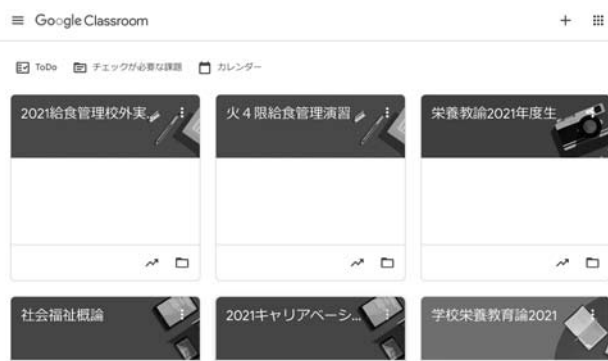 Google Classroom
ToDo チェックが必要な課題 カレンダー
2021給食管理校外実...
火4限給食管理演習
栄養教諭2021年度生
社会福祉概論
2021キャリアベーシ...
学校栄養教育論2021